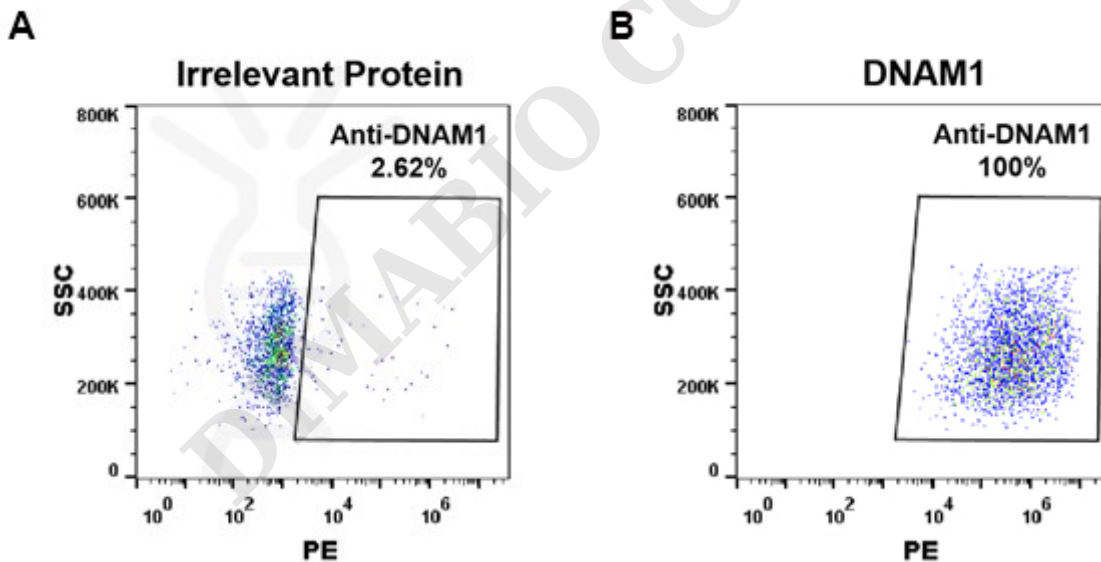 A
Irrelevant Protein
800K
600K
400K
200K
0
SSC
Anti-DNAM1
2.62%
10^0 10^2 10^4 10^6
PE
B
DNAM1
800K
600K
400K
200K
0
SSC
Anti-DNAM1
100%
10^0 10^2 10^4 10^6
PE
DIMABIO CO